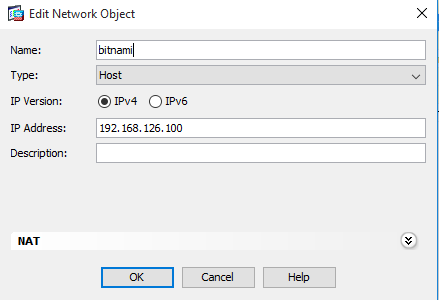 Edit Network Object
Name: bitnami
Type: Host
IP Version: IPv4 IPv6
IP Address: 192.168.126.100
Description:
NAT
OK Cancel Help